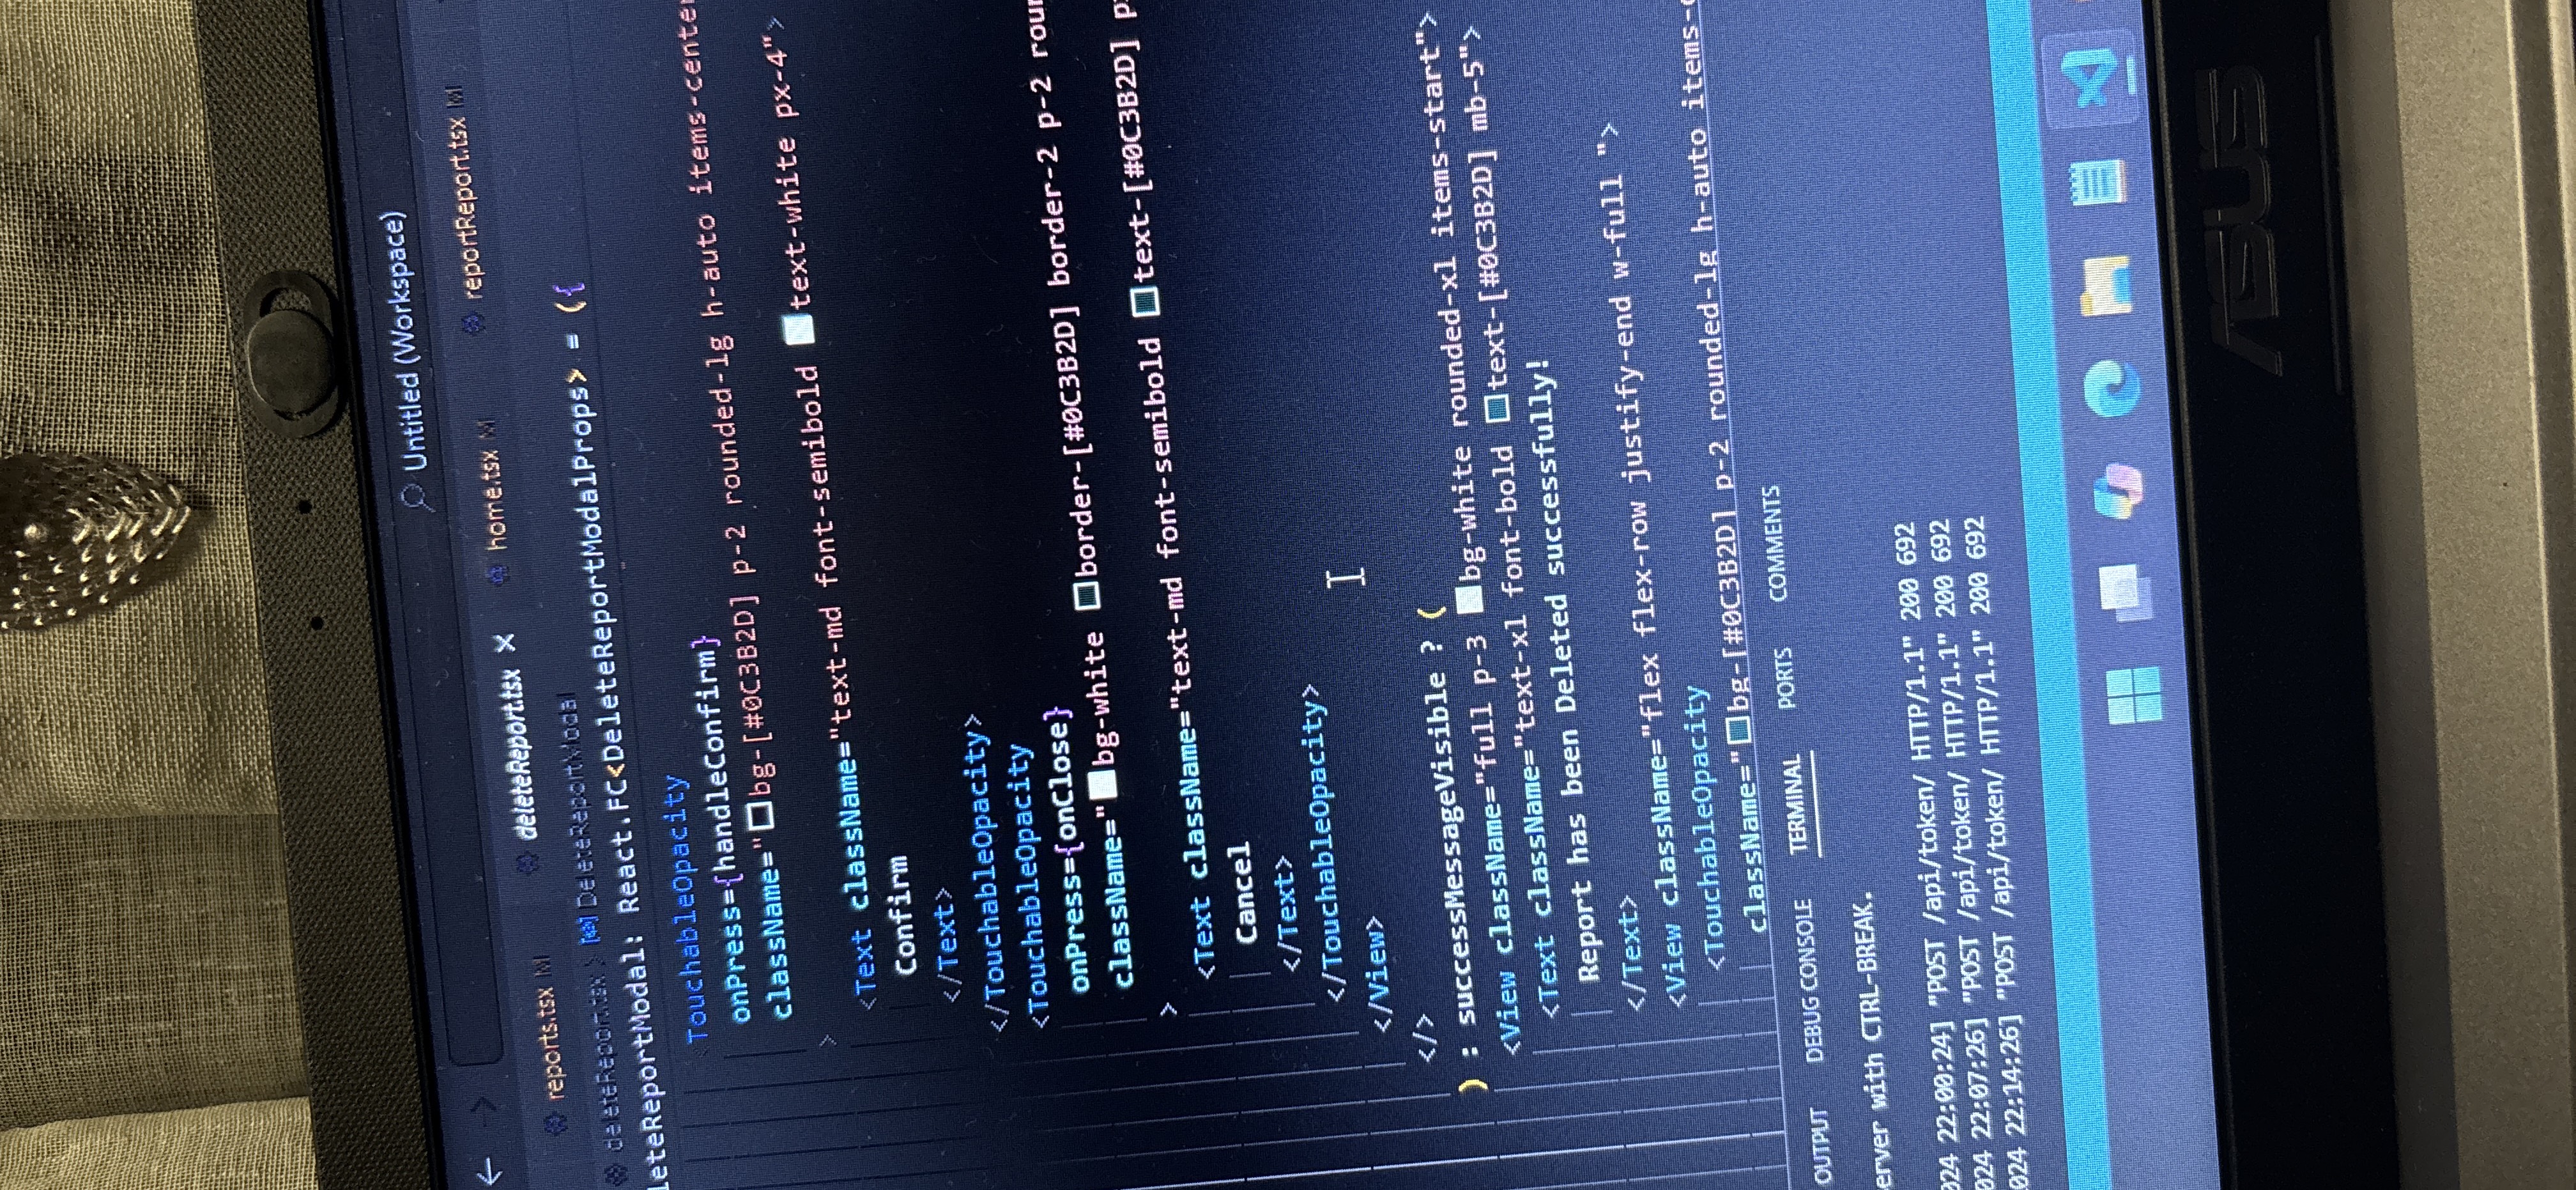 Untitled (Workspace)
reports.tsx M
deleteReport.tsx
home.tsx M
reportReport.tsx M
deleteReport.tsx > DeleteReportModal
leteReportModal: React.FC<DeleteReportModalProps> = ({
TouchableOpacity
onPress={handleConfirm}
className="bg-[#0C3B2D] p-2 rounded-lg h-auto items-center
>
<Text className="text-md font-semibold text-white px-4">
Confirm
</Text>
</TouchableOpacity>
<TouchableOpacity
onPress={onClose}
className="bg-white border-[#0C3B2D] border-2 p-2 roun
>
<Text className="text-md font-semibold text-[#0C3B2D] p
Cancel
</Text>
</TouchableOpacity>
</View>
</>
) : successMessageVisible ? (
<View className="full p-3 bg-white rounded-xl items-start">
<Text className="text-xl font-bold text-[#0C3B2D] mb-5">
Report has been Deleted successfully!
</Text>
<View className="flex flex-row justify-end w-full ">
<TouchableOpacity
className="bg-[#0C3B2D] p-2 rounded-lg h-auto items-c
OUTPUT DEBUG CONSOLE TERMINAL PORTS COMMENTS
erver with CTRL-BREAK.
024 22:00:24] "POST /api/token/ HTTP/1.1" 200 692
024 22:07:26] "POST /api/token/ HTTP/1.1" 200 692
024 22:14:26] "POST /api/token/ HTTP/1.1" 200 692
ASUS